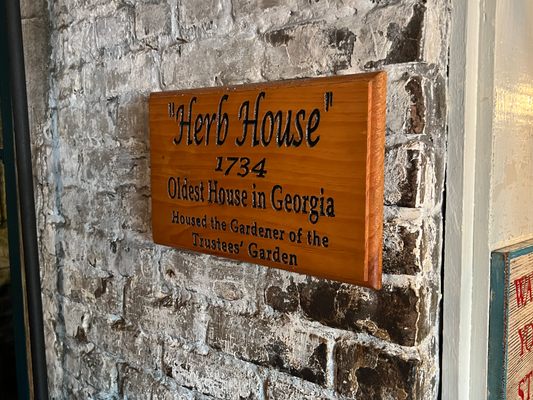 "Herb House"
1734
Oldest House in Georgia
Housed the Gardener of the
Trustees' Garden